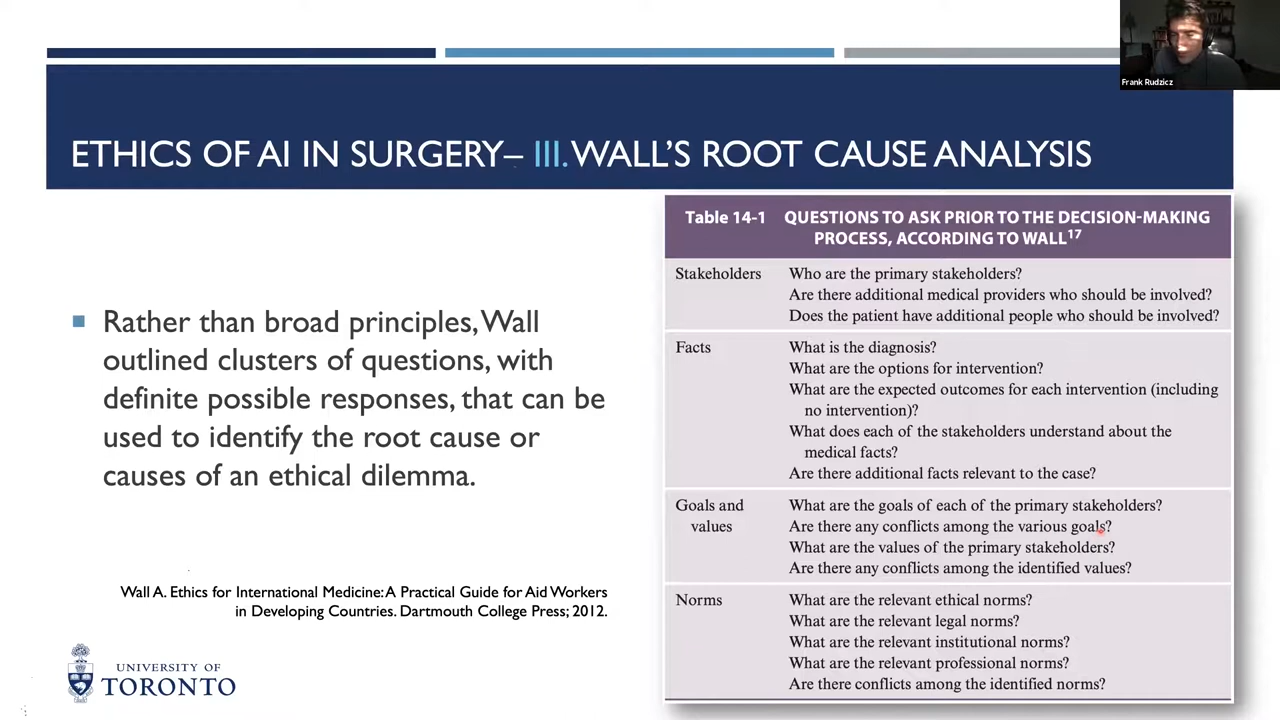 Frank Rudzicz
ETHICS OF AI IN SURGERY– III. WALL'S ROOT CAUSE ANALYSIS
Rather than broad principles, Wall
outlined clusters of questions, with
definite possible responses, that can be
used to identify the root cause or
causes of an ethical dilemma.
Wall A. Ethics for International Medicine: A Practical Guide for Aid Workers
in Developing Countries. Dartmouth College Press; 2012.
UNIVERSITY OF
TORONTO
Table 14-1 QUESTIONS TO ASK PRIOR TO THE DECISION-MAKING
PROCESS, ACCORDING TO WALL17
Stakeholders Who are the primary stakeholders?
Are there additional medical providers who should be involved?
Does the patient have additional people who should be involved?
Facts What is the diagnosis?
What are the options for intervention?
What are the expected outcomes for each intervention (including
no intervention)?
What does each of the stakeholders understand about the
medical facts?
Are there additional facts relevant to the case?
Goals and What are the goals of each of the primary stakeholders?
values Are there any conflicts among the various goals?
What are the values of the primary stakeholders?
Are there any conflicts among the identified values?
Norms What are the relevant ethical norms?
What are the relevant legal norms?
What are the relevant institutional norms?
What are the relevant professional norms?
Are there conflicts among the identified norms?